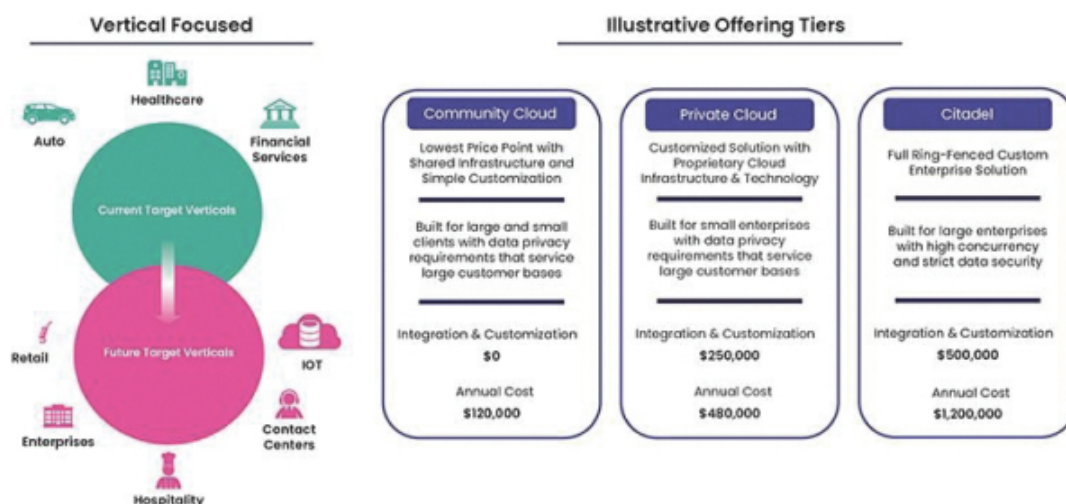 Vertical Focused
Healthcare
Auto
Financial
Services
Current Target Verticals
Future Target Verticals
Retail
IOT
Enterprises
Contact
Centers
Hospitality
Illustrative Offering Tiers
Community Cloud
Lowest Price Point with
Shared Infrastructure and
Simple Customization
Built for large and small
clients with data privacy
requirements that service
large customer bases
Integration & Customization
$0
Annual Cost
$120,000
Private Cloud
Customized Solution with
Proprietary Cloud
Infrastructure & Technology
Built for small enterprises
with data privacy
requirements that service
large customer bases
Integration & Customization
$250,000
Annual Cost
$480,000
Citadel
Full Ring-Fenced Custom
Enterprise Solution
Built for large enterprises
with high concurrency
and strict data security
Integration & Customization
$500,000
Annual Cost
$1,200,000